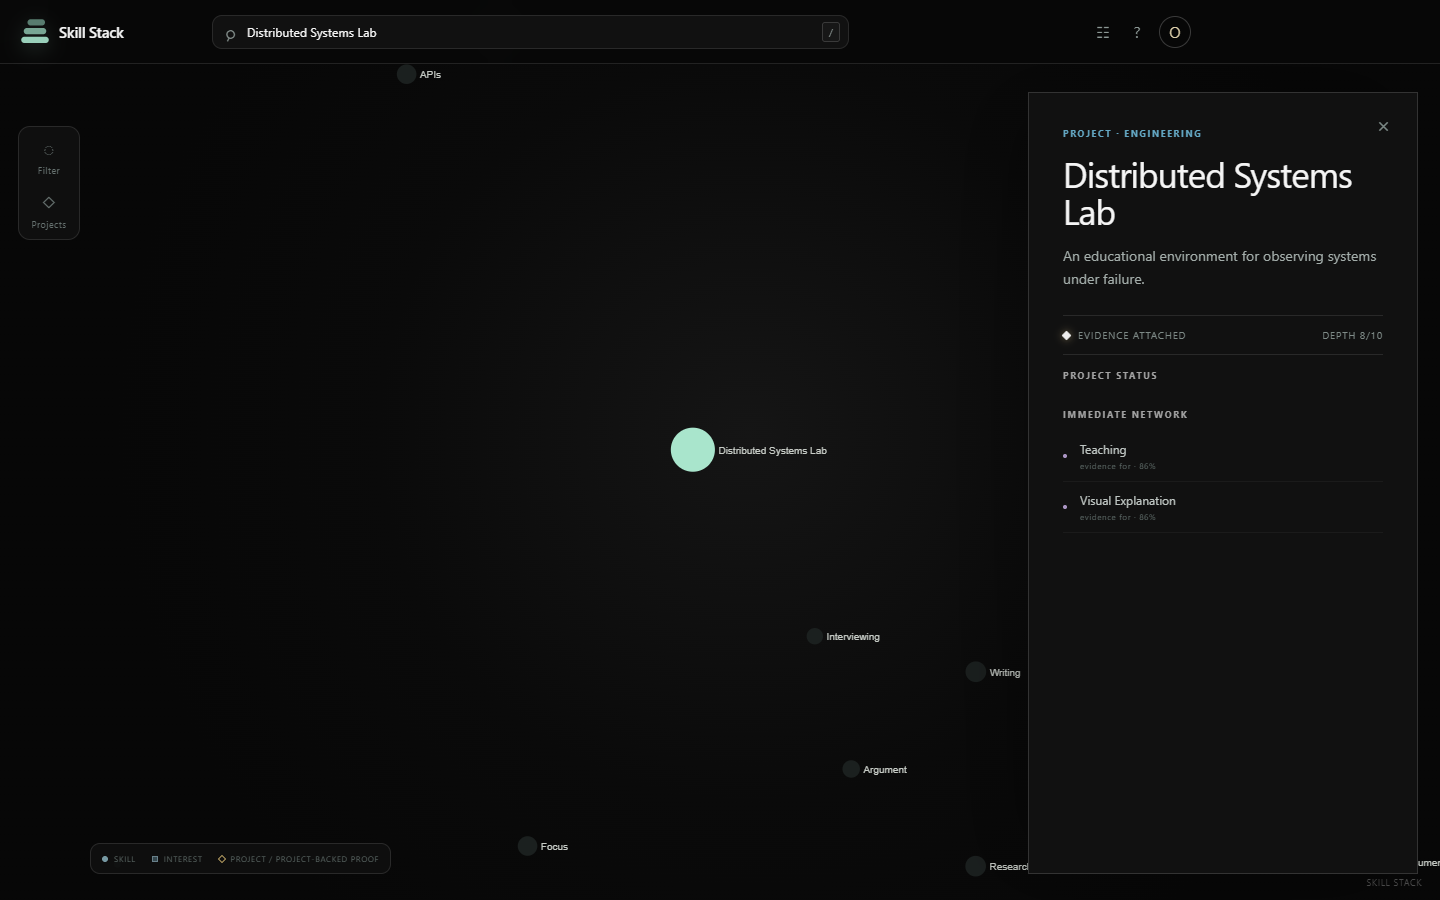 Skill Stack
Distributed Systems Lab
/
?
O
APIs
Filter
Projects
Distributed Systems Lab
Interviewing
Writing
Argument
Focus
Researc
SKILL
INTEREST
PROJECT / PROJECT-BACKED PROOF
PROJECT · ENGINEERING
Distributed Systems
Lab
An educational environment for observing systems
under failure.
EVIDENCE ATTACHED
DEPTH 8/10
PROJECT STATUS
IMMEDIATE NETWORK
Teaching
evidence for · 86%
Visual Explanation
evidence for · 86%
SKILL STACK